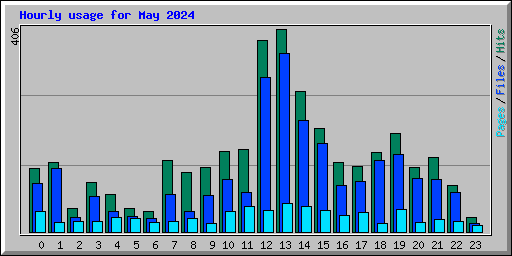 Hourly usage for May 2024
406
Pages / Files / Hits
0 1 2 3 4 5 6 7 8 9 10 11 12 13 14 15 16 17 18 19 20 21 22 23